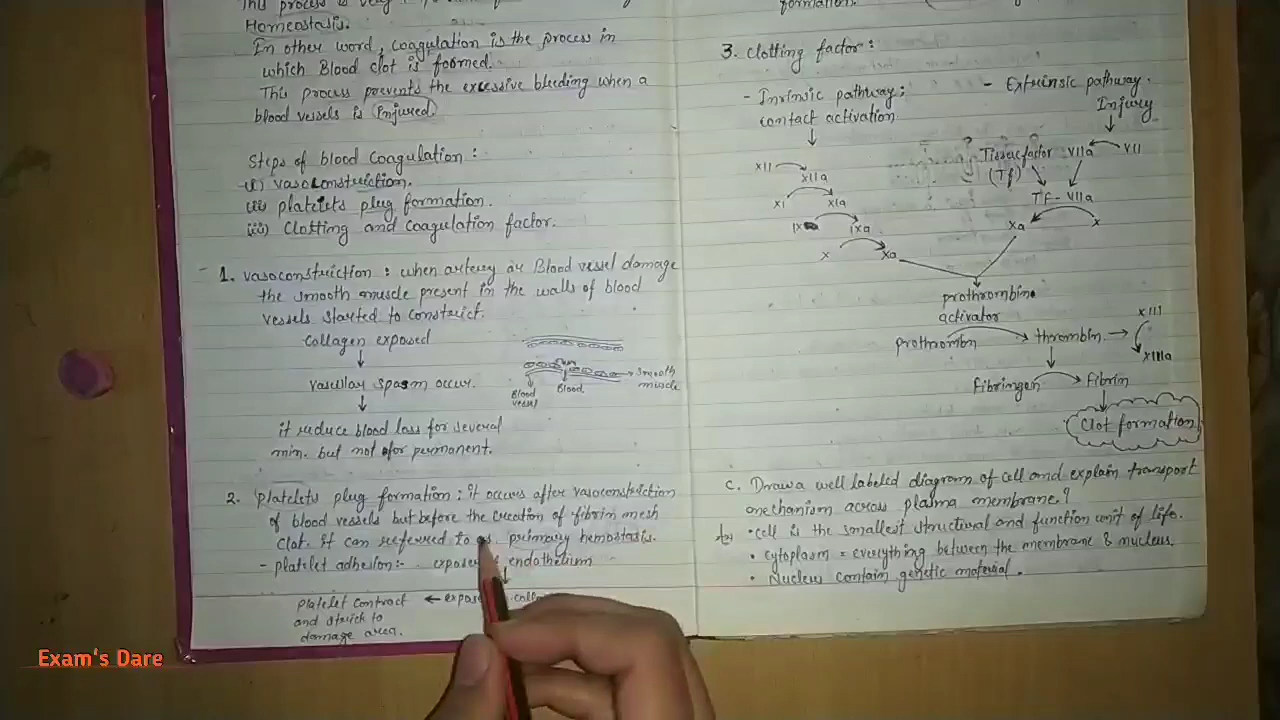 Homeostasis.
In other word, coagulation is the process in
which Blood clot is foormed.
This process prevents the excessive bleeding when a
blood vessels is Injured
Steps of blood Coagulation :
(i) vasoconstriction.
(ii) platelets plug formation.
(iii) Clotting and coagulation factor.
1. vasoconstriction : when artery or Blood vessel damage
the smooth muscle present in the walls of blood
vessels started to constrict.
collagen exposed
vascular spasm occur.
Blood vessel
Blood
smooth muscle
it reduce blood loss for several
min. but not for permanent.
2. platelets plug formation : it occurs after vasoconstriction
of blood vessels but before the creation of fibrin mesh
clot. it can referred to as primary hemostasis.
- platelet adhesion :- endothelium
platelet contract
and strick to
damage area.
formation.
3. Clotting factor :
- Intrinsic pathway;
contact activation
- Extrinsic pathway.
Injury
XII XIIa
XI XIa
IX IXa
X Xa
Tissue factor (Tf) VIIa VII
TF - VIIa
Xa X
prothrombin
activator
prothrombn thrombin XIII
XIIIa
Fibringen Fibrin
Clot formation
c. Draw a well labeled diagram of cell and explain transport
mechanism across plasma membrane.?
• cell is the smallest structural and function unit of life.
• cytoplasm = everything between the membrane & nucleus.
• Nucleus contain genetic material.
Exam's Dare